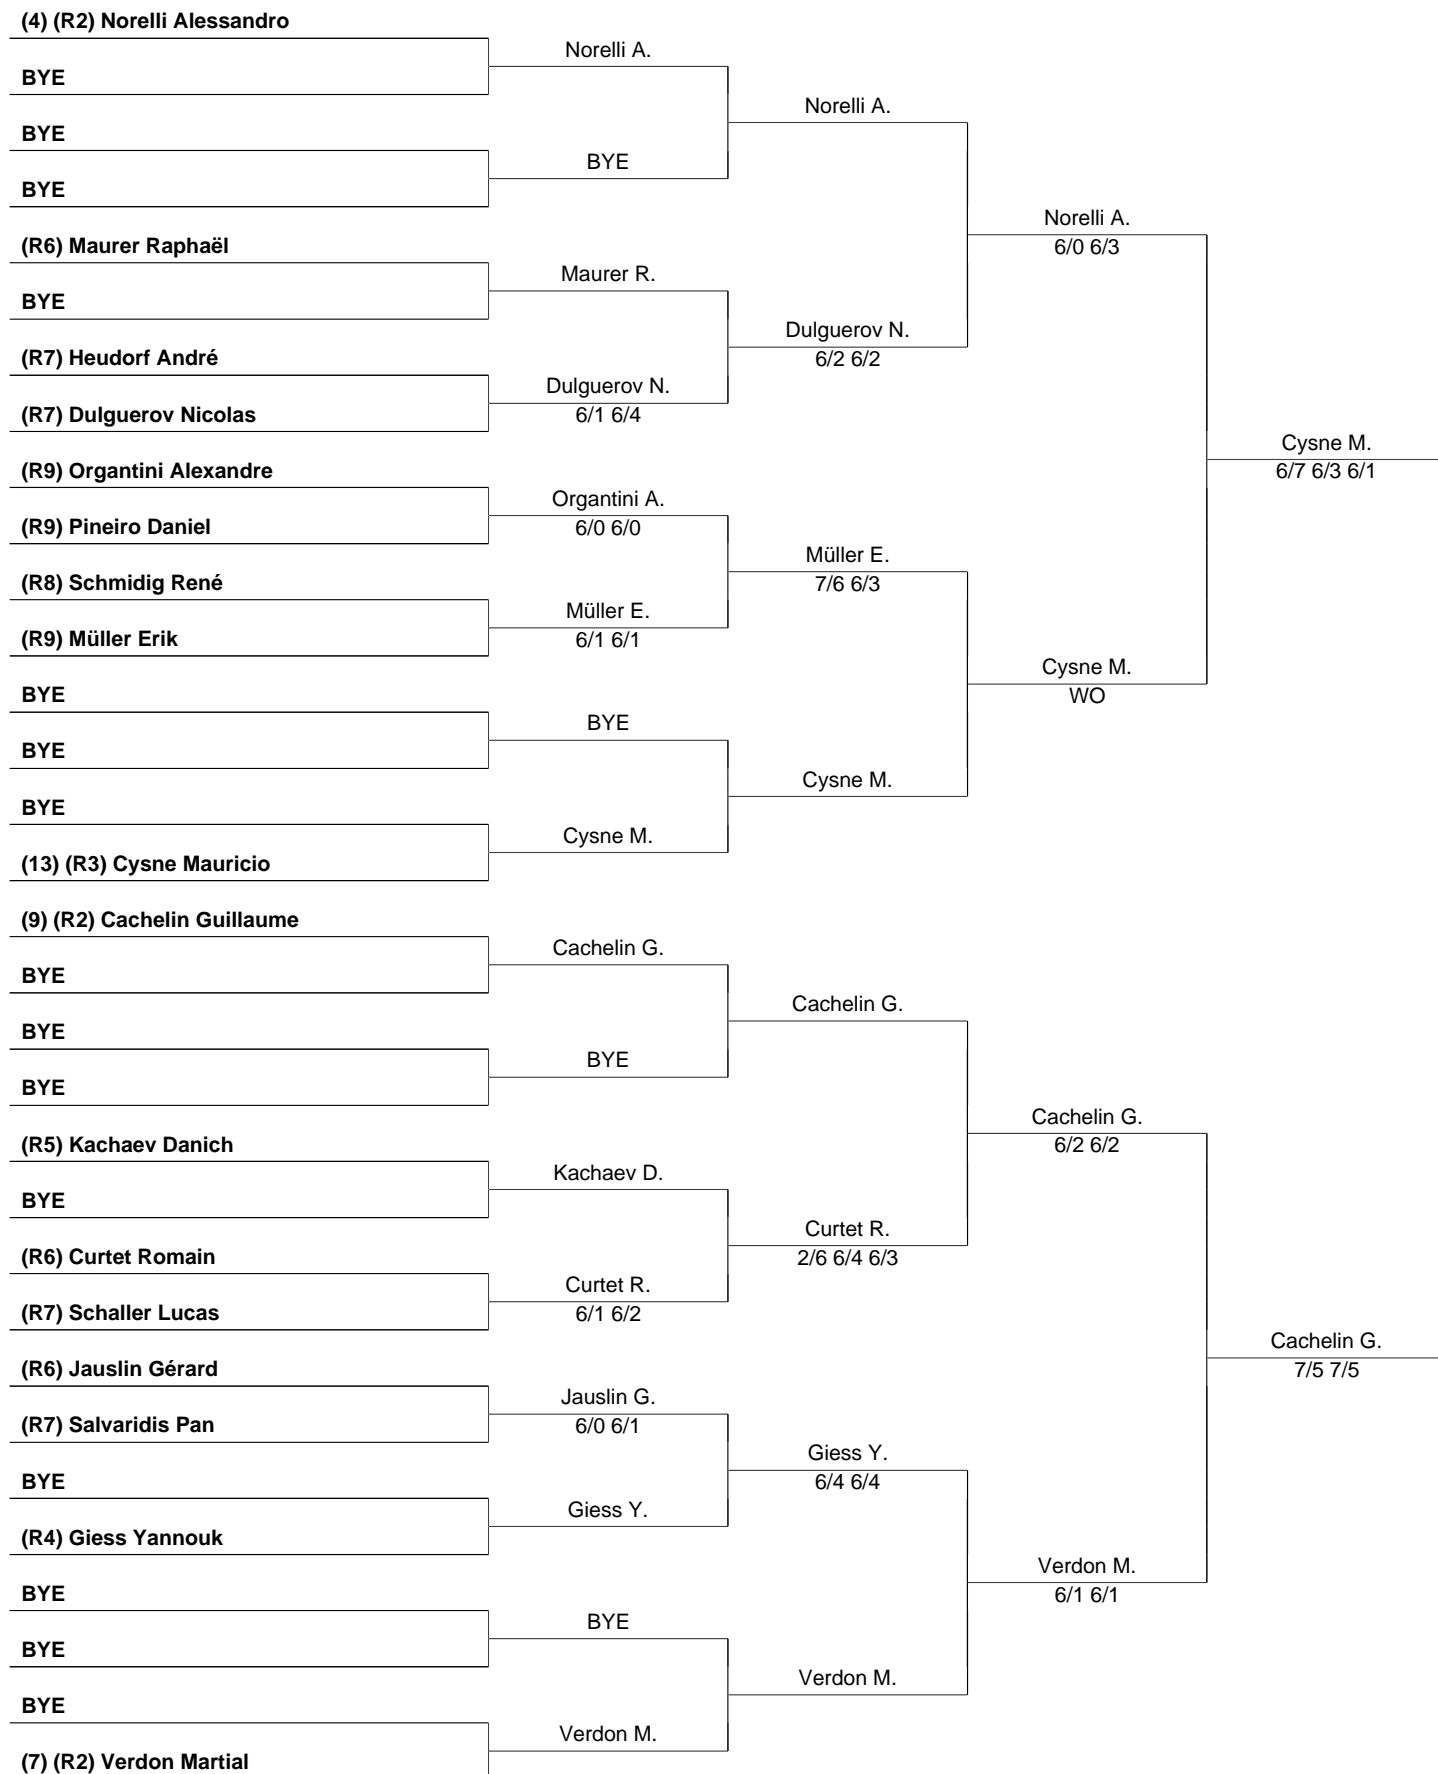 (4) (R2) Norelli Alessandro
Norelli A.
BYE
Norelli A.
BYE
BYE
BYE
Norelli A.
(R6) Maurer Raphaël
6/0 6/3
Maurer R.
BYE
Dulguerov N.
(R7) Heudorf André
6/2 6/2
Dulguerov N.
(R7) Dulguerov Nicolas
6/1 6/4
Cysne M.
(R9) Organtini Alexandre
6/7 6/3 6/1
Organtini A.
(R9) Pineiro Daniel
6/0 6/0
Müller E.
(R8) Schmidig René
7/6 6/3
Müller E.
(R9) Müller Erik
6/1 6/1
Cysne M.
BYE
WO
BYE
BYE
Cysne M.
BYE
Cysne M.
(13) (R3) Cysne Mauricio
(9) (R2) Cachelin Guillaume
Cachelin G.
BYE
Cachelin G.
BYE
BYE
BYE
Cachelin G.
(R5) Kachaev Danich
6/2 6/2
Kachaev D.
BYE
Curtet R.
(R6) Curtet Romain
2/6 6/4 6/3
Curtet R.
(R7) Schaller Lucas
6/1 6/2
Cachelin G.
(R6) Jauslin Gérard
7/5 7/5
Jauslin G.
(R7) Salvaridis Pan
6/0 6/1
Giess Y.
BYE
6/4 6/4
Giess Y.
(R4) Giess Yannouk
Verdon M.
BYE
6/1 6/1
BYE
BYE
Verdon M.
BYE
Verdon M.
(7) (R2) Verdon Martial